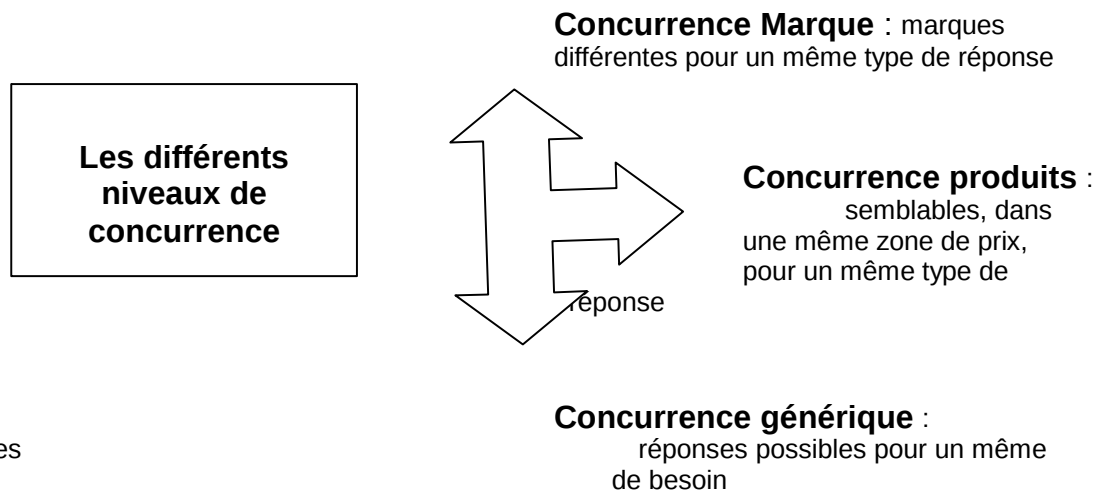 Concurrence Marque : marques
différentes pour un même type de réponse
Les différents
niveaux de
concurrence
Concurrence produits :
semblables, dans
une même zone de prix,
pour un même type de
réponse
Concurrence générique :
es
réponses possibles pour un même
de besoin